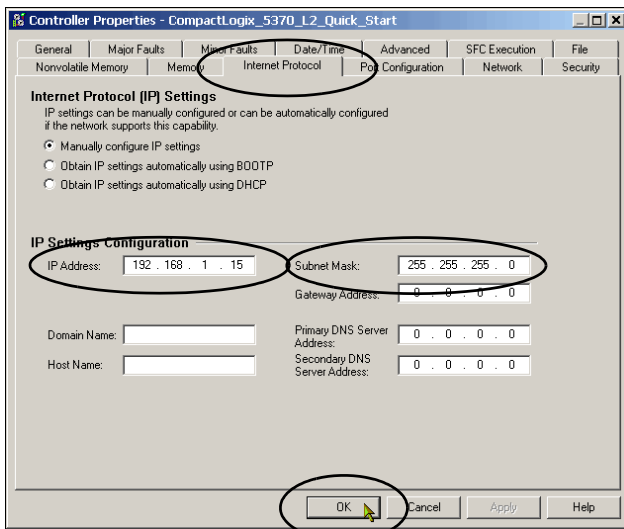 Controller Properties - CompactLogix_5370_L2_Quick_Start
General Major Faults Minor Faults Date/Time Advanced SFC Execution File
Nonvolatile Memory Memory Internet Protocol Port Configuration Network Security
Internet Protocol (IP) Settings
IP settings can be manually configured or can be automatically configured
if the network supports this capability.
Manually configure IP settings
Obtain IP settings automatically using BOOTP
Obtain IP settings automatically using DHCP
IP Settings Configuration
IP Address: 192 . 168 . 1 . 15 Subnet Mask: 255 . 255 . 255 . 0
Gateway Address: 0 . 0 . 0 . 0
Domain Name: Primary DNS Server
Address: 0 . 0 . 0 . 0
Host Name: Secondary DNS
Server Address: 0 . 0 . 0 . 0
OK Cancel Apply Help